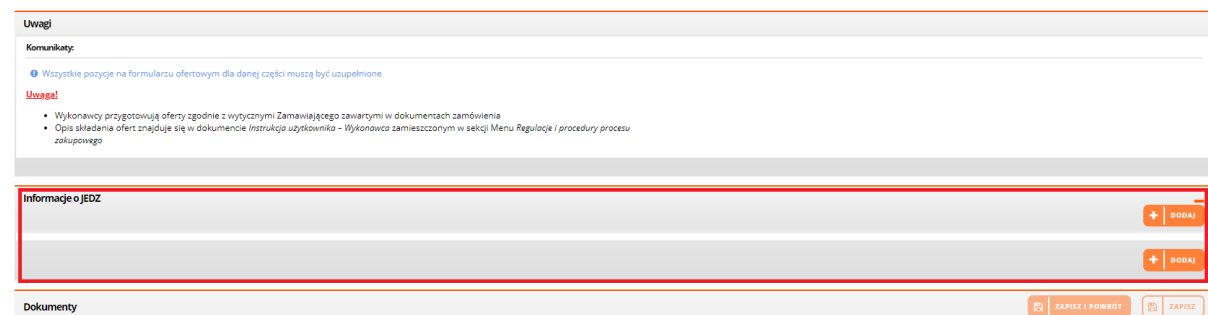 Uwagi
Komunikaty:
Wszystkie pozycje na formularzu ofertowym dla danej części muszą być uzupełnione
Uwaga!
• Wykonawcy przygotowują oferty zgodnie z wytycznymi Zamawiającego zawartymi w dokumentach zamówienia
• Opis składania ofert znajduje się w dokumencie Instrukcja użytkownika – Wykonawca zamieszczonym w sekcji Menu Regulacje i procedury procesu
zakupowego
Informacje o JEDZ
+ DODAJ
+ DODAJ
Dokumenty
ZAPISZ I POWRÓT
ZAPISZ